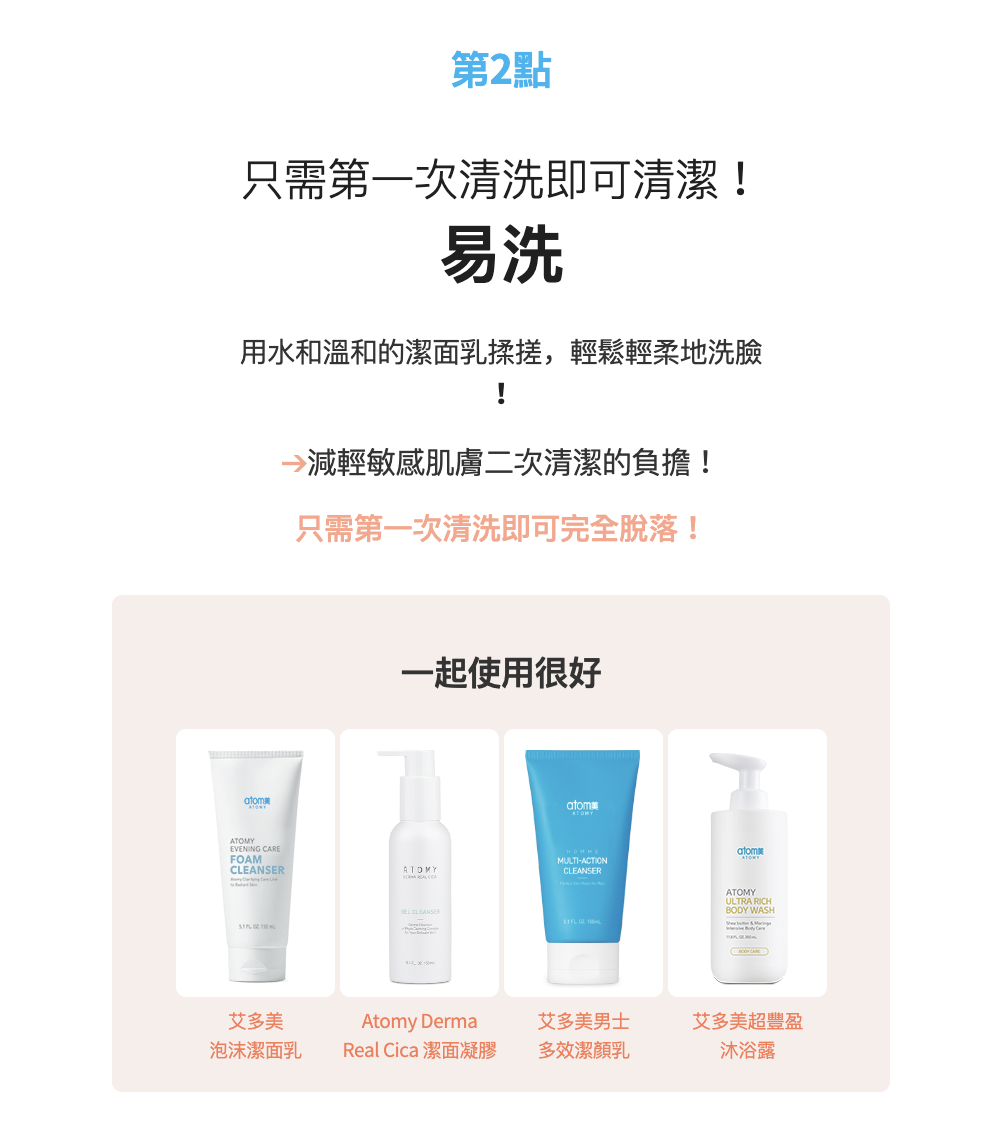 第2點
只需第一次清洗即可清潔！
易洗
用水和溫和的潔面乳揉搓，輕鬆輕柔地洗臉
！
→減輕敏感肌膚二次清潔的負擔！
只需第一次清洗即可完全脫落！
一起使用很好
atom美
ATOMY
ATOMY
EVENING CARE
FOAM
CLEANSER
ATOMY
DERMA REAL CICA
GEL CLEANSER
atom美
ATOMY
HOMME
MULTI-ACTION
CLEANSER
atom美
ATOMY
ATOMY
ULTRA RICH
BODY WASH
Shea butter & Moringa
Intensive Body Care
BODY CARE
艾多美
泡沫潔面乳
Atomy Derma
Real Cica 潔面凝膠
艾多美男士
多效潔顏乳
艾多美超豐盈
沐浴露